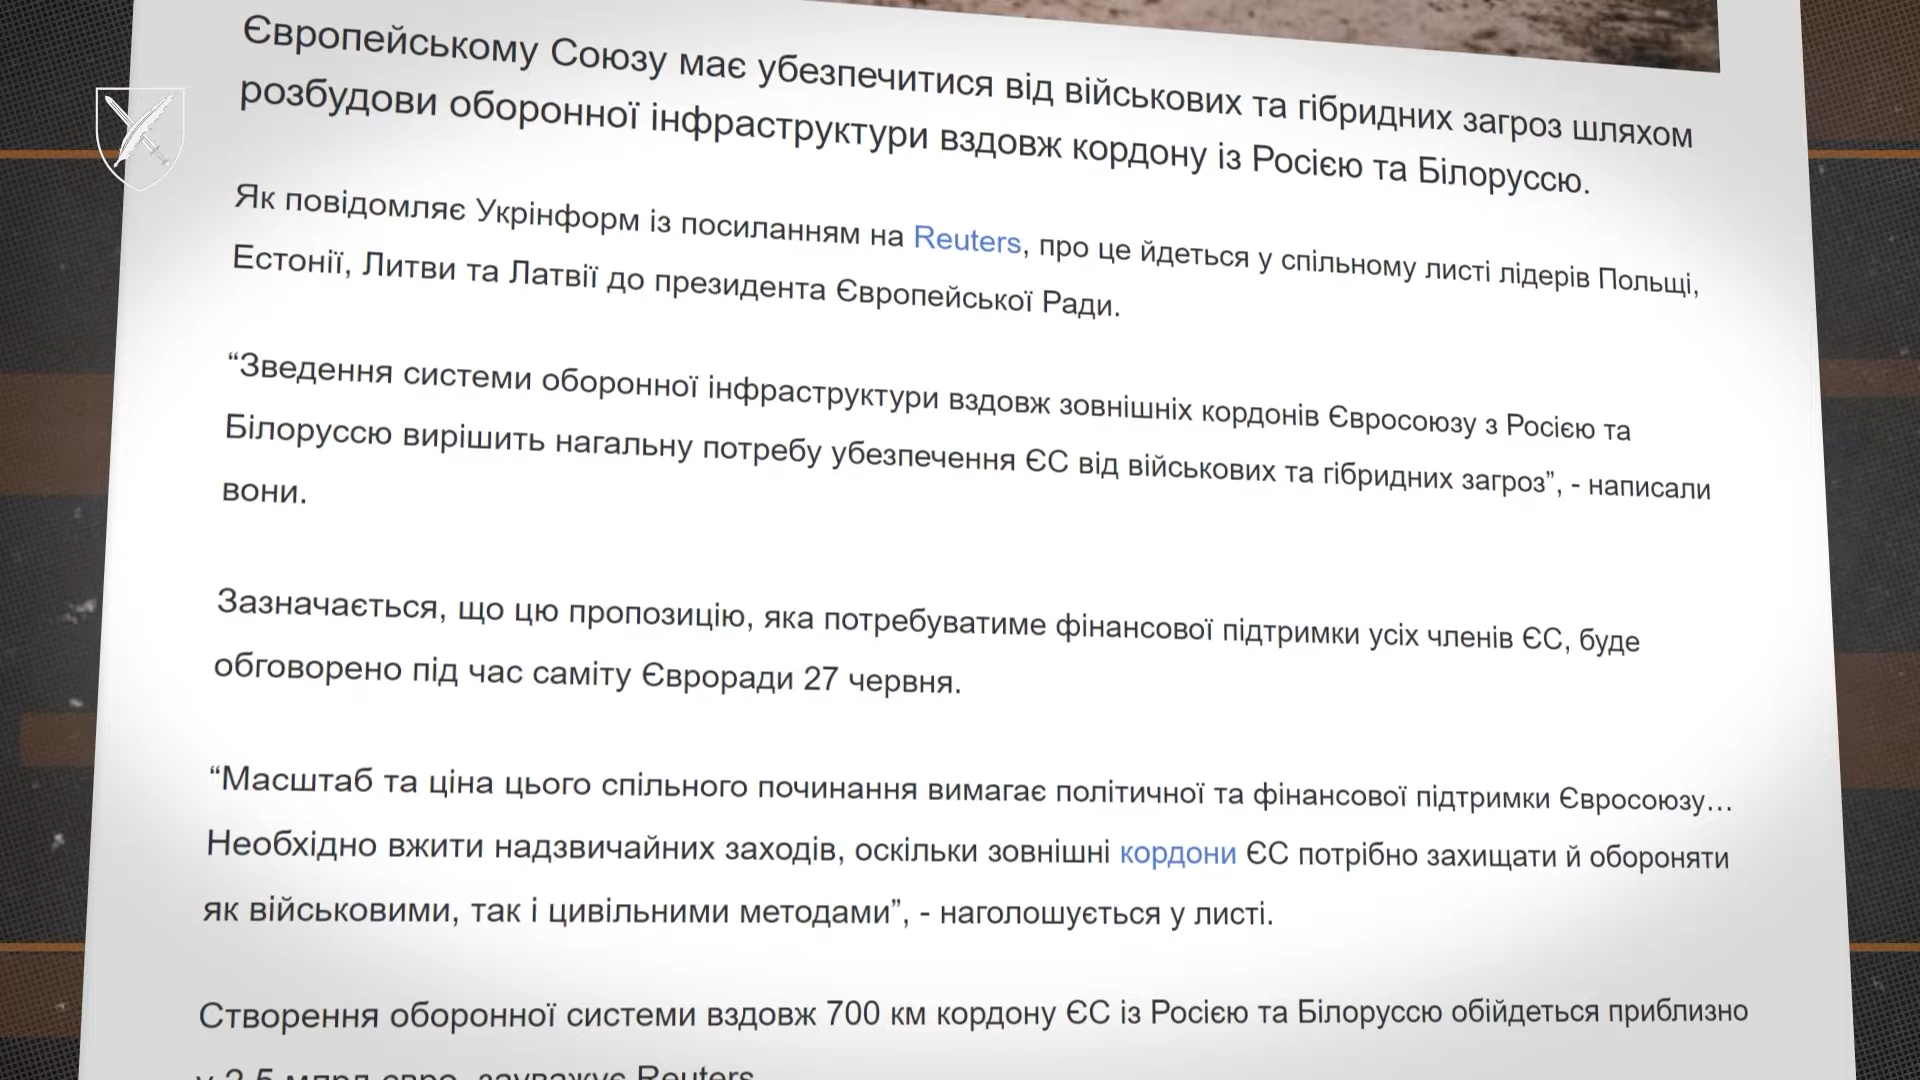 Європейському Союзу має убезпечитися від військових та гібридних загроз шляхом
розбудови оборонної інфраструктури вздовж кордону із Росією та Білоруссю.
Як повідомляє Укрінформ із посиланням на Reuters, про це йдеться у спільному листі лідерів Польщі,
Естонії, Литви та Латвії до президента Європейської Ради.
“Зведення системи оборонної інфраструктури вздовж зовнішніх кордонів Євросоюзу з Росією та
Білоруссю вирішить нагальну потребу убезпечення ЄС від військових та гібридних загроз”, - написали
вони.
Зазначається, що цю пропозицію, яка потребуватиме фінансової підтримки усіх членів ЄС, буде
обговорено під час саміту Євроради 27 червня.
“Масштаб та ціна цього спільного починання вимагає політичної та фінансової підтримки Євросоюзу…
Необхідно вжити надзвичайних заходів, оскільки зовнішні кордони ЄС потрібно захищати й обороняти
як військовими, так і цивільними методами”, - наголошується у листі.
Створення оборонної системи вздовж 700 км кордону ЄС із Росією та Білоруссю обійдеться приблизно
у 2,5 млрд євро, зауважує Reuters.